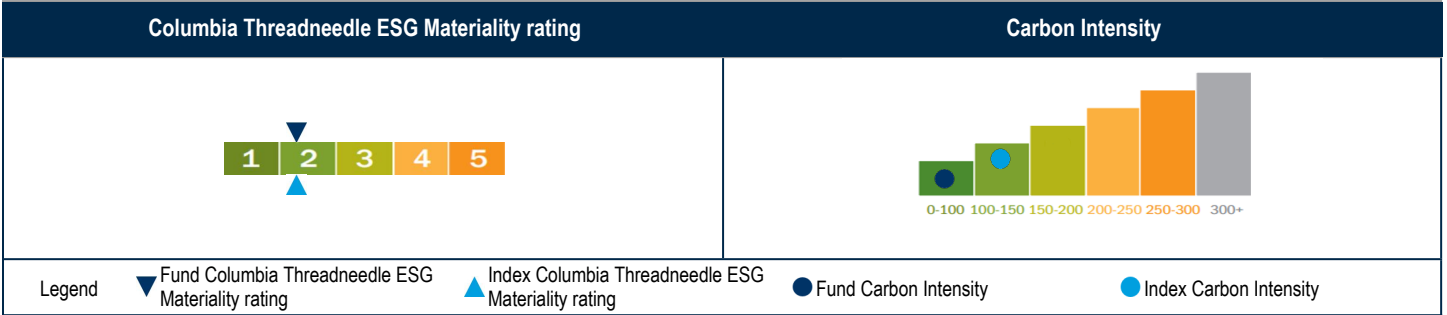 Columbia Threadneedle ESG Materiality rating
Carbon Intensity
1 2 3 4 5
0-100 100-150 150-200 200-250 250-300 300+
Legend
Fund Columbia Threadneedle ESG
Materiality rating
Index Columbia Threadneedle ESG
Materiality rating
Fund Carbon Intensity
Index Carbon Intensity